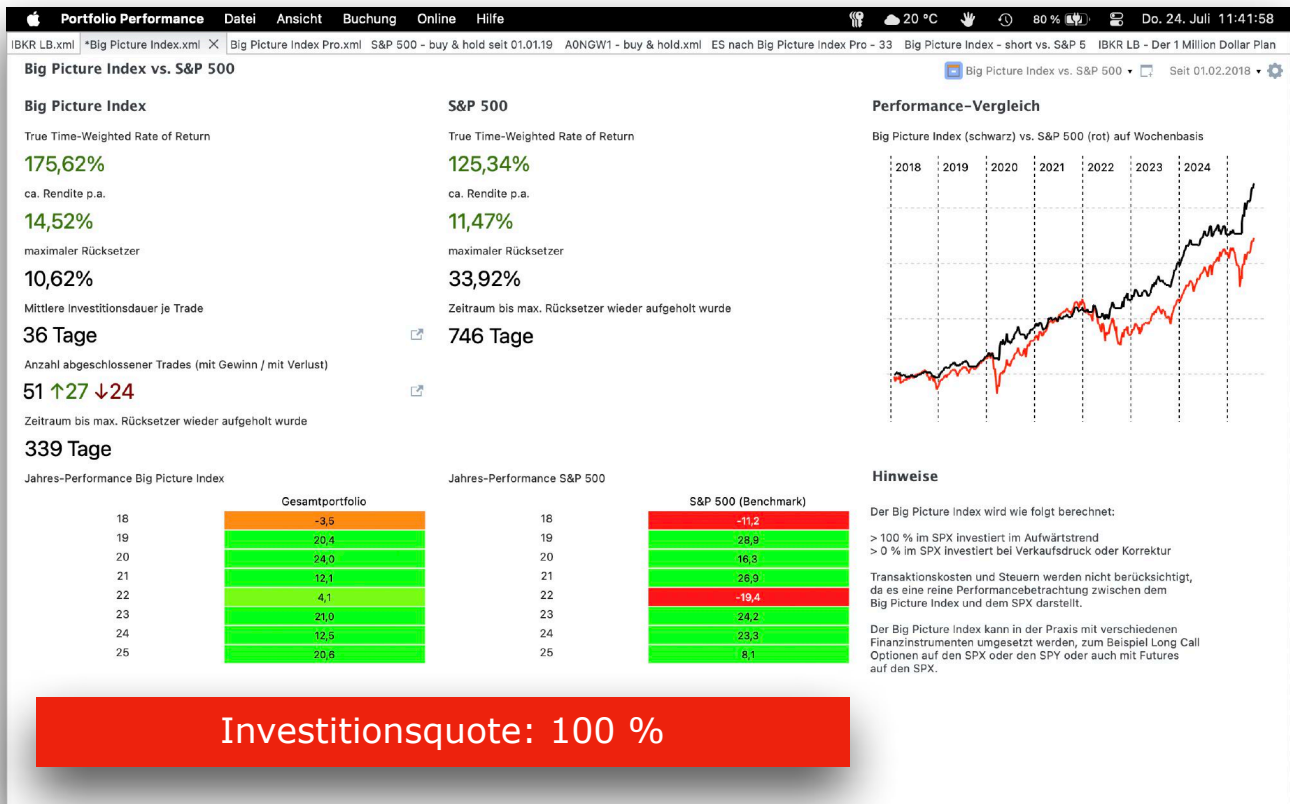 Portfolio Performance Datei Ansicht Buchung Online Hilfe 20 °C 80 % Do. 24. Juli 11:41:58
IBKR LB.xml *Big Picture Index.xml Big Picture Index Pro.xml S&P 500 - buy & hold seit 01.01.19 A0NGW1 - buy & hold.xml ES nach Big Picture Index Pro - 33 Big Picture Index - short vs. S&P 5 IBKR LB - Der 1 Million Dollar Plan
Big Picture Index vs. S&P 500
Big Picture Index vs. S&P 500 Seit 01.02.2018
Big Picture Index
True Time-Weighted Rate of Return
175,62%
ca. Rendite p.a.
14,52%
maximaler Rücksetzer
10,62%
Mittlere Investitionsdauer je Trade
36 Tage
Anzahl abgeschlossener Trades (mit Gewinn / mit Verlust)
51 ↑27 ↓24
Zeitraum bis max. Rücksetzer wieder aufgeholt wurde
339 Tage
S&P 500
True Time-Weighted Rate of Return
125,34%
ca. Rendite p.a.
11,47%
maximaler Rücksetzer
33,92%
Zeitraum bis max. Rücksetzer wieder aufgeholt wurde
746 Tage
Performance-Vergleich
Big Picture Index (schwarz) vs. S&P 500 (rot) auf Wochenbasis
2018 2019 2020 2021 2022 2023 2024
Jahres-Performance Big Picture Index
Gesamtportfolio
18 -3,5
19 20,4
20 24,0
21 12,1
22 4,1
23 21,0
24 12,5
25 20,6
Jahres-Performance S&P 500
S&P 500 (Benchmark)
18 -11,2
19 28,9
20 16,3
21 26,9
22 -19,4
23 24,2
24 23,3
25 8,1
Hinweise
Der Big Picture Index wird wie folgt berechnet:
> 100 % im SPX investiert im Aufwärtstrend
> 0 % im SPX investiert bei Verkaufsdruck oder Korrektur
Transaktionskosten und Steuern werden nicht berücksichtigt,
da es eine reine Performancebetrachtung zwischen dem
Big Picture Index und dem SPX darstellt.
Der Big Picture Index kann in der Praxis mit verschiedenen
Finanzinstrumenten umgesetzt werden, zum Beispiel Long Call
Optionen auf den SPX oder den SPY oder auch mit Futures
auf den SPX.
Investitionsquote: 100 %